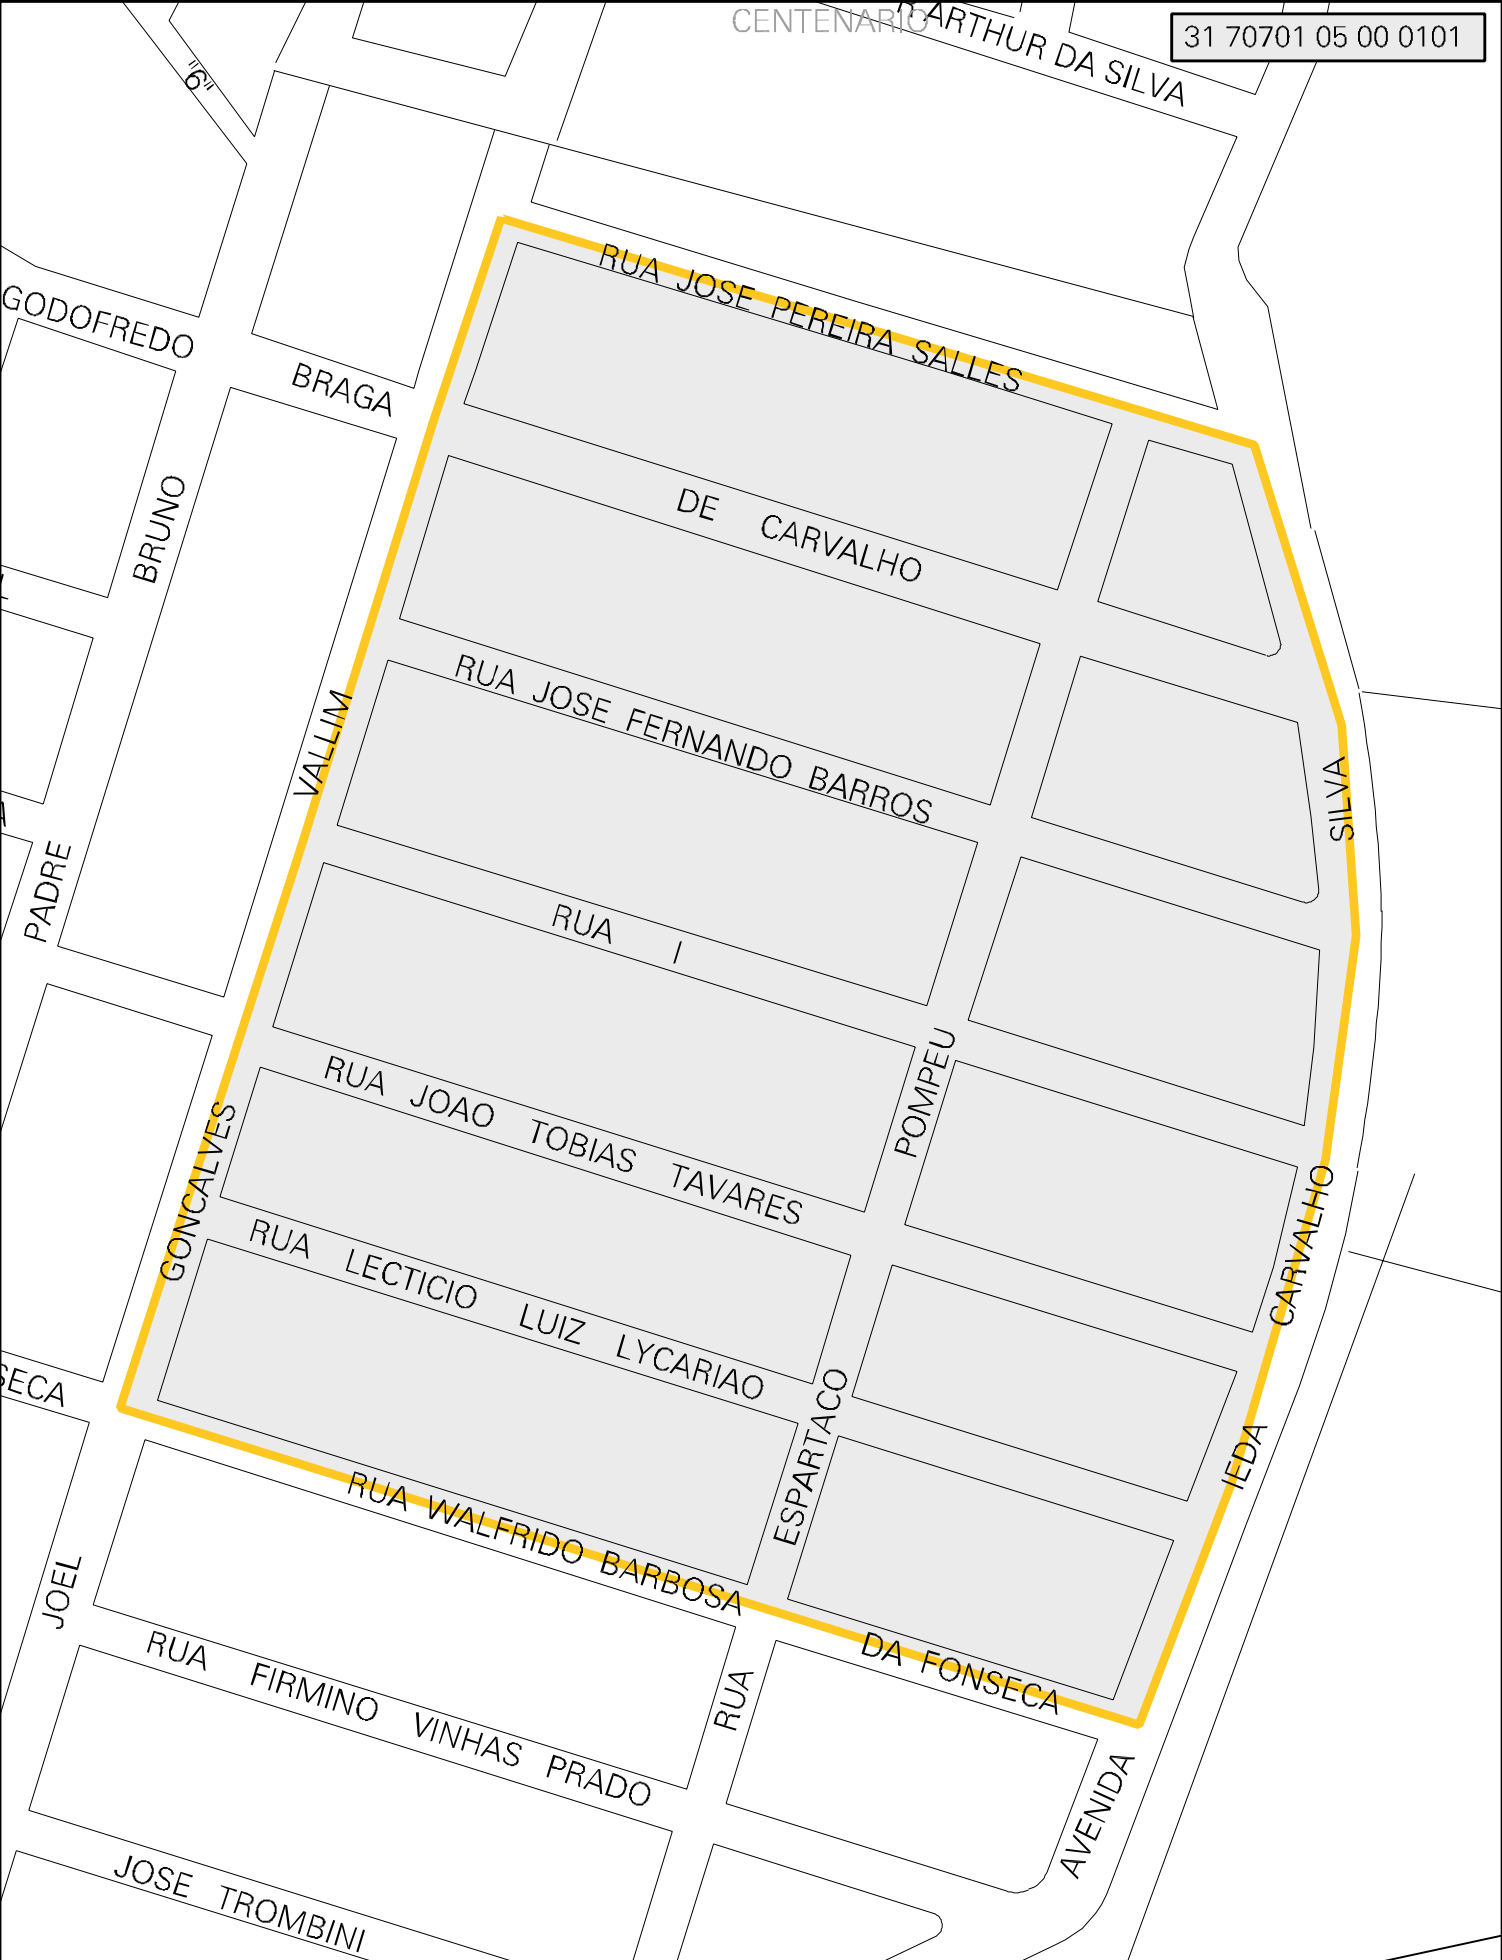 CENTENARIO
R ARTHUR DA SILVA
31 70701 05 00 0101
"6"
RUA JOSE PEREIRA SALLES
GODOFREDO
BRAGA
DE CARVALHO
BRUNO
PADRE
RUA JOSE FERNANDO BARROS
VALLIM
SILVA
RUA I
POMPEU
RUA JOAO TOBIAS TAVARES
GONCALVES
CARVALHO
RUA LECTICIO LUIZ LYCARIAO
ESPARTACO
IEDA
SECA
RUA WALFRIDO BARBOSA
DA FONSECA
JOEL
RUA FIRMINO VINHAS PRADO
RUA
AVENIDA
JOSE TROMBINI